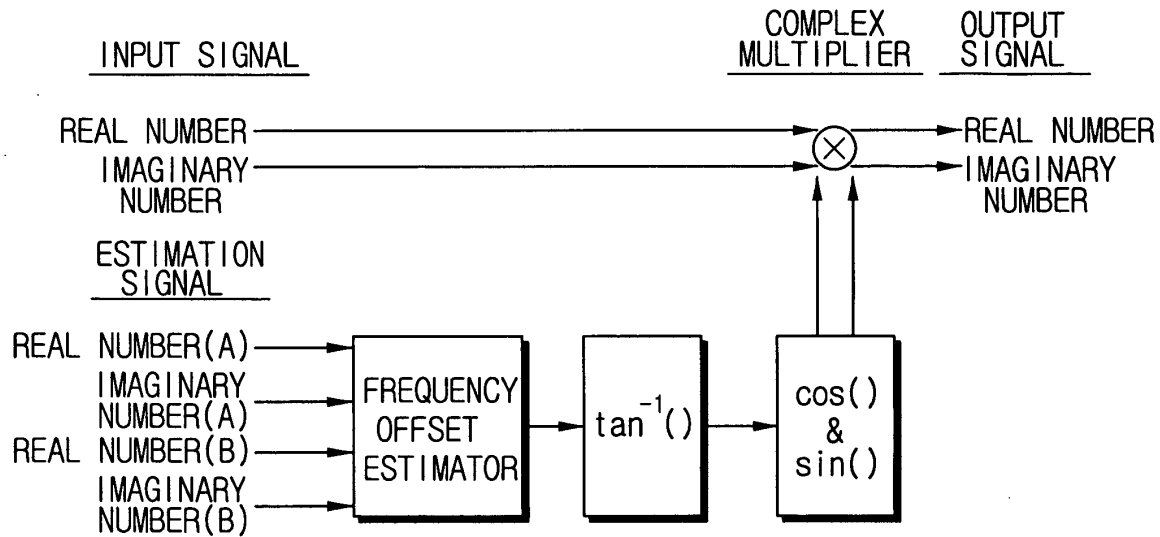 INPUT SIGNAL
COMPLEX
MULTIPLIER
OUTPUT
SIGNAL
REAL NUMBER
IMAGINARY
NUMBER
REAL NUMBER
IMAGINARY
NUMBER
ESTIMATION
SIGNAL
REAL NUMBER(A)
IMAGINARY
NUMBER(A)
REAL NUMBER(B)
IMAGINARY
NUMBER(B)
FREQUENCY
OFFSET
ESTIMATOR
tan⁻¹()
cos()
&
sin()